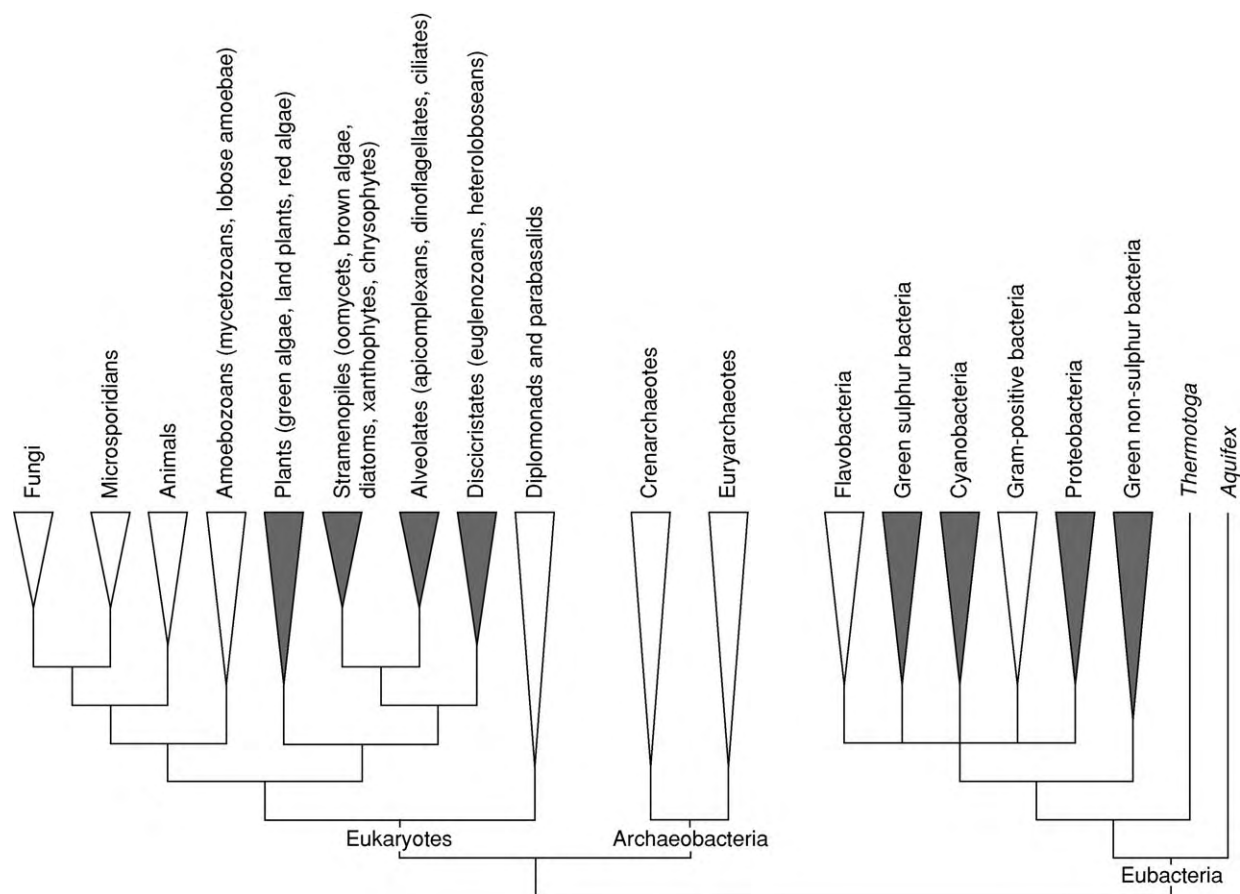 Fungi
Microsporidians
Animals
Amoebozoans (mycetozoans, lobose amoebae)
Plants (green algae, land plants, red algae)
Stramenopiles (oomycets, brown algae,
diatoms, xanthophytes, chrysophytes)
Alveolates (apicomplexans, dinoflagellates, ciliates)
Discicristates (euglenozoans, heteroloboseans)
Diplomonads and parabasalids
Crenarchaeotes
Euryarchaeotes
Flavobacteria
Green sulphur bacteria
Cyanobacteria
Gram-positive bacteria
Proteobacteria
Green non-sulphur bacteria
Thermotoga
Aquifex
Eukaryotes
Archaeobacteria
Eubacteria